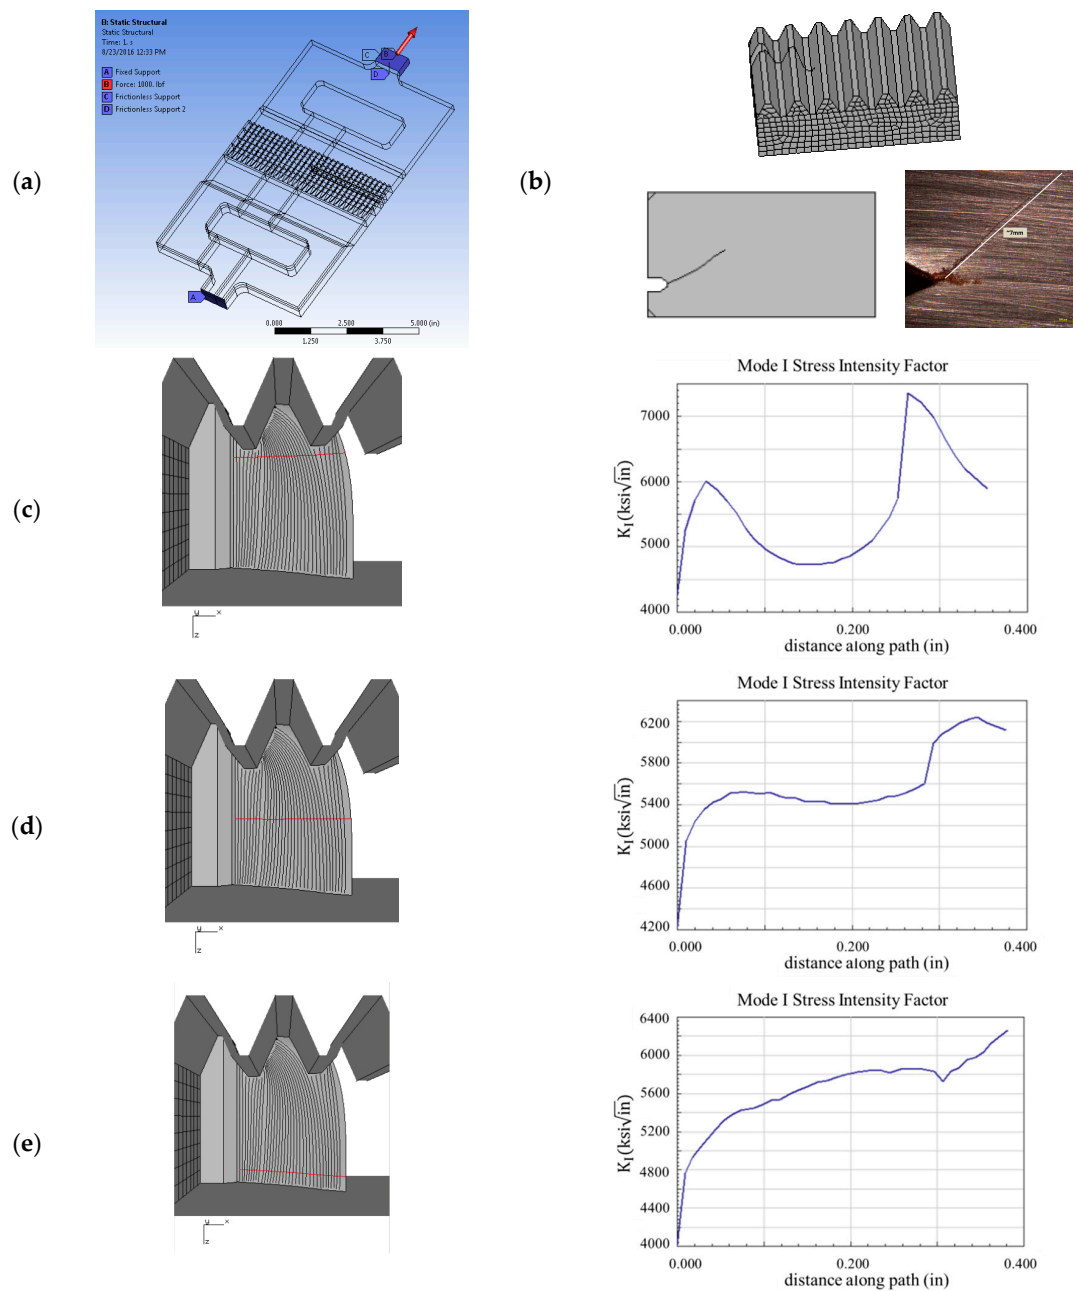 B: Static Structural
Static Structural
Time: 1. s
8/23/2016 12:33 PM
A Fixed Support
B Force: 1000. lbf
C Frictionless Support
D Frictionless Support 2
C
B
D
A
0.000 2.500 5.000 (in)
1.250 3.750
(a)
(b)
~7mm
(c)
y x
z
Mode I Stress Intensity Factor
K_I(ksi√in)
7000
6000
5000
4000
0.000 0.200 0.400
distance along path (in)
(d)
y x
z
Mode I Stress Intensity Factor
K_I(ksi√in)
6200
5800
5400
5000
4600
4200
0.000 0.200 0.400
distance along path (in)
(e)
y x
z
Mode I Stress Intensity Factor
K_I(ksi√in)
6400
6000
5600
5200
4800
4400
4000
0.000 0.200 0.400
distance along path (in)